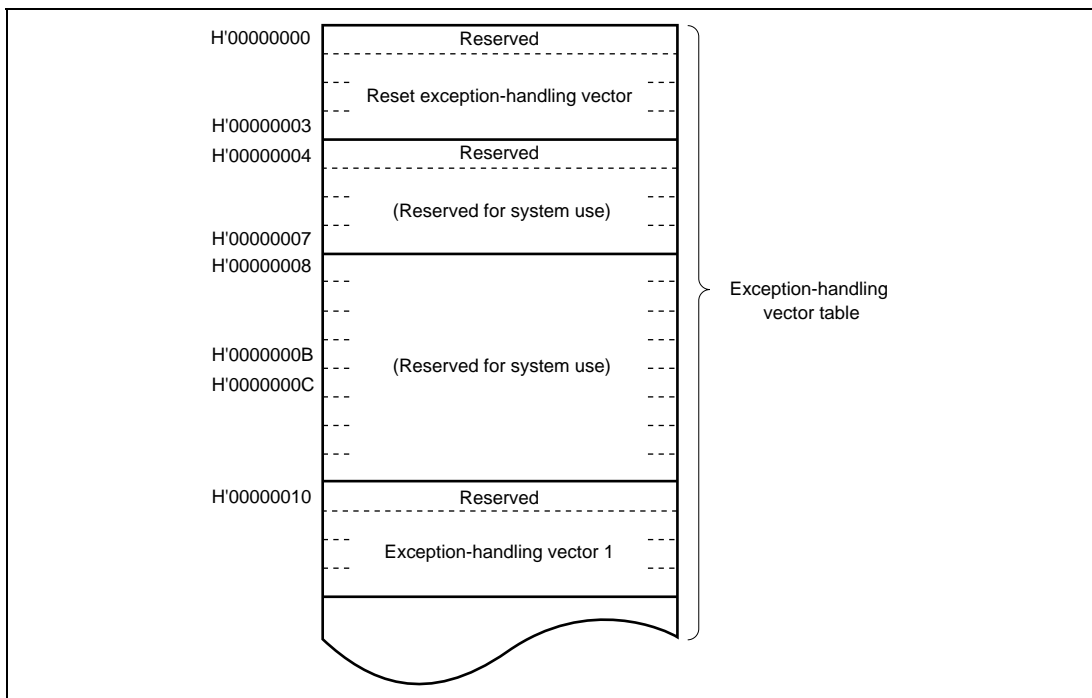 H'00000000
Reserved
Reset exception-handling vector
H'00000003
H'00000004
Reserved
(Reserved for system use)
H'00000007
H'00000008
Exception-handling
vector table
H'0000000B
(Reserved for system use)
H'0000000C
H'00000010
Reserved
Exception-handling vector 1